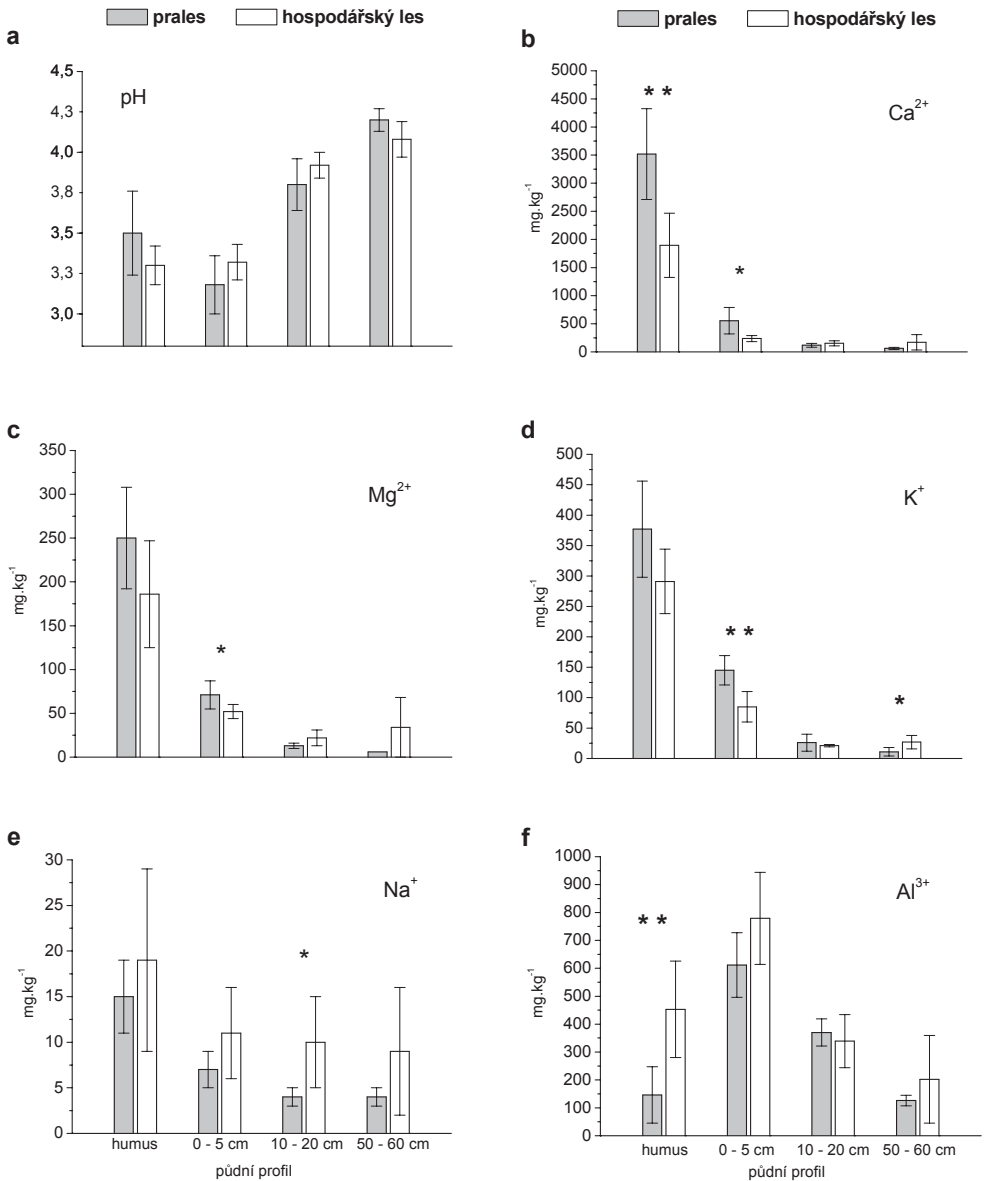 prales hospodářský les
prales hospodářský les
a
4,5
4,3
4,0
3,8
3,5
3,3
3,0
pH
b
5000
4500
4000
3500
3000
2500
2000
1500
1000
500
0
mg.kg-1
Ca2+
* *
*
c
350
300
250
200
150
100
50
0
mg.kg-1
Mg2+
*
d
500
450
400
350
300
250
200
150
100
50
0
mg.kg-1
K+
* *
*
e
30
25
20
15
10
5
0
mg.kg-1
Na+
*
humus 0 - 5 cm 10 - 20 cm 50 - 60 cm
půdní profil
f
1000
900
800
700
600
500
400
300
200
100
0
mg.kg-1
Al3+
* *
humus 0 - 5 cm 10 - 20 cm 50 - 60 cm
půdní profil